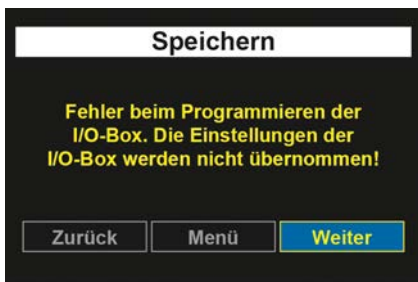 Speichern
Fehler beim Programmieren der
I/O-Box. Die Einstellungen der
I/O-Box werden nicht übernommen!
Zurück Menü Weiter